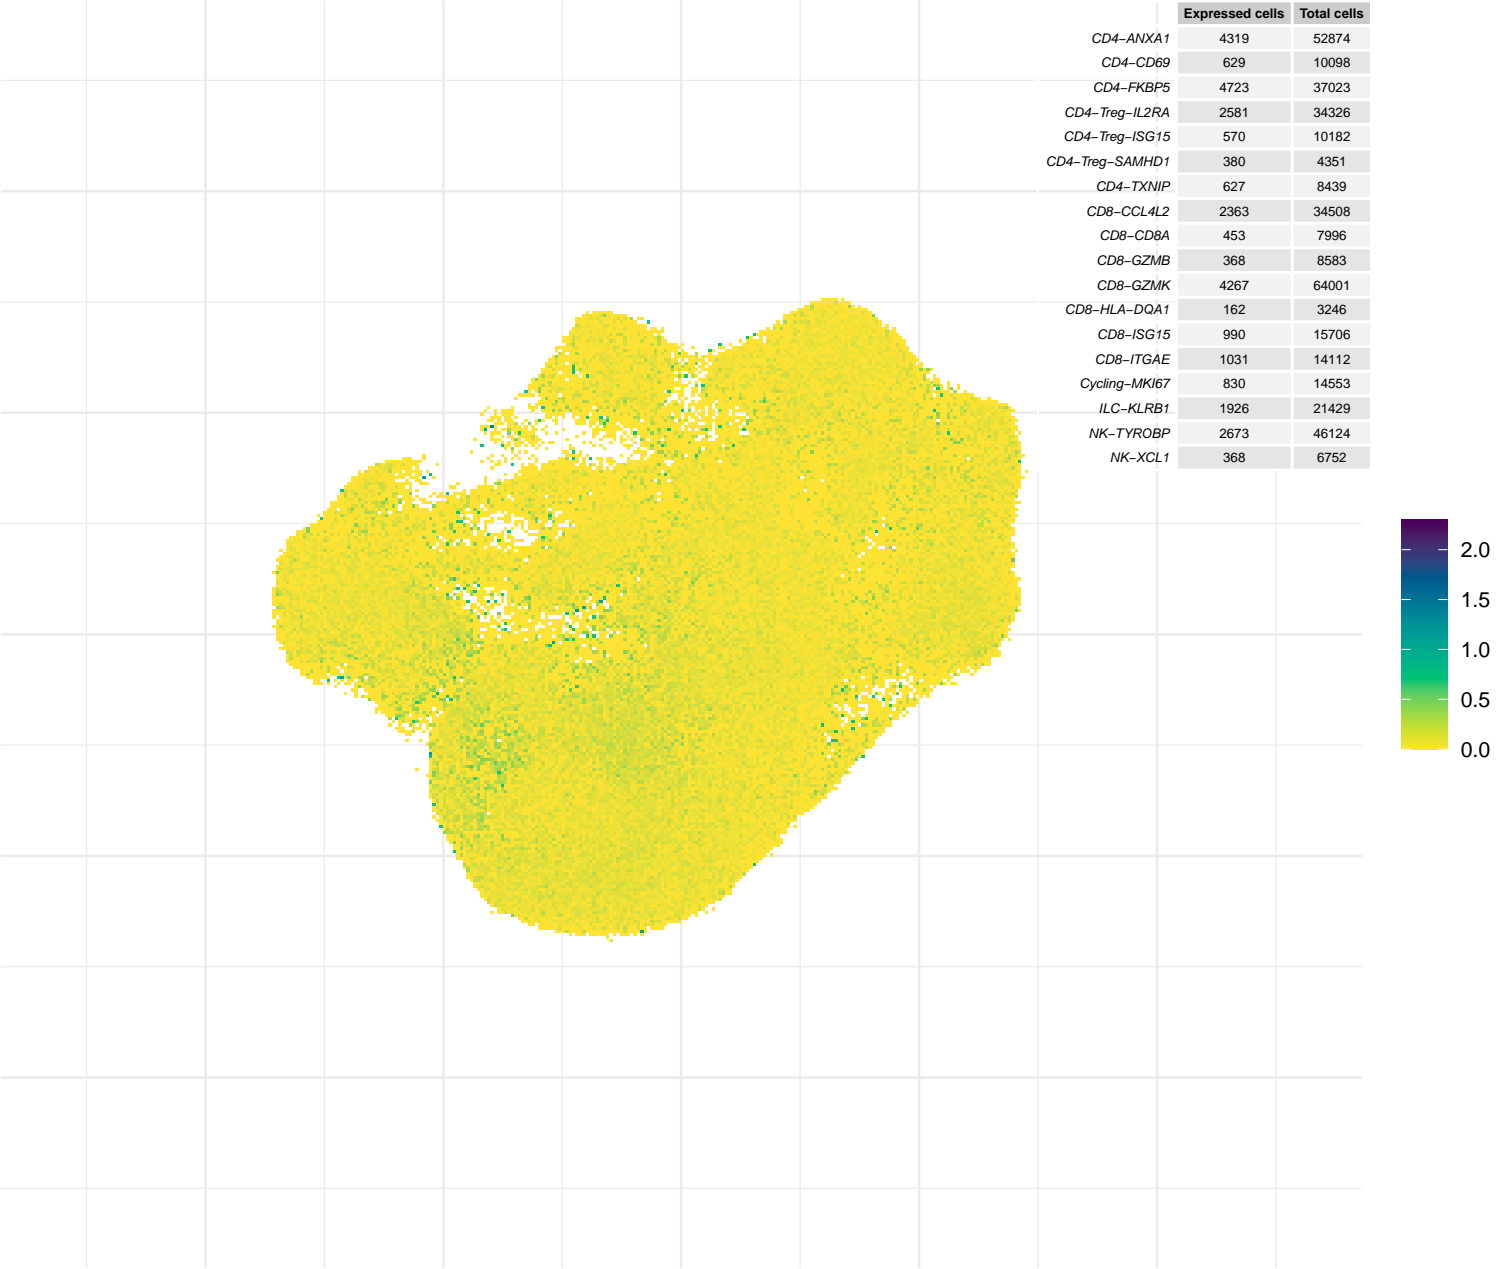 Expressed cells Total cells
CD4−ANXA1 4319 52874
CD4−CD69 629 10098
CD4−FKBP5 4723 37023
CD4−Treg−IL2RA 2581 34326
CD4−Treg−ISG15 570 10182
CD4−Treg−SAMHD1 380 4351
CD4−TXNIP 627 8439
CD8−CCL4L2 2363 34508
CD8−CD8A 453 7996
CD8−GZMB 368 8583
CD8−GZMK 4267 64001
CD8−HLA−DQA1 162 3246
CD8−ISG15 990 15706
CD8−ITGAE 1031 14112
Cycling−MKI67 830 14553
ILC−KLRB1 1926 21429
NK−TYROBP 2673 46124
NK−XCL1 368 6752
2.0
1.5
1.0
0.5
0.0